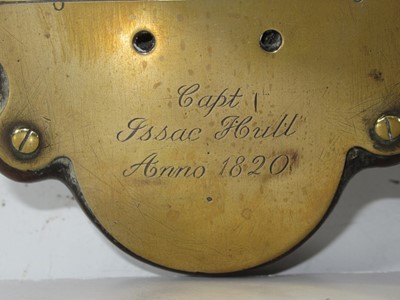 Capt
Issac Hull
Anno 1820